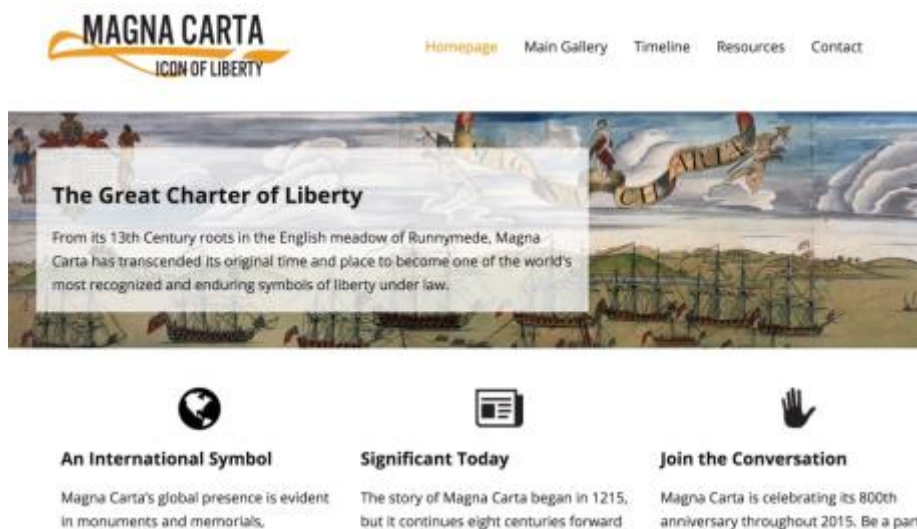 MAGNA CARTA
ICON OF LIBERTY
Homepage Main Gallery Timeline Resources Contact
MAGNA
CHARTA
The Great Charter of Liberty
From its 13th Century roots in the English meadow of Runnymede, Magna
Carta has transcended its original time and place to become one of the world's
most recognized and enduring symbols of liberty under law.
An International Symbol
Magna Carta's global presence is evident
in monuments and memorials,
Significant Today
The story of Magna Carta began in 1215,
but it continues eight centuries forward
Join the Conversation
Magna Carta is celebrating its 800th
anniversary throughout 2015. Be a part